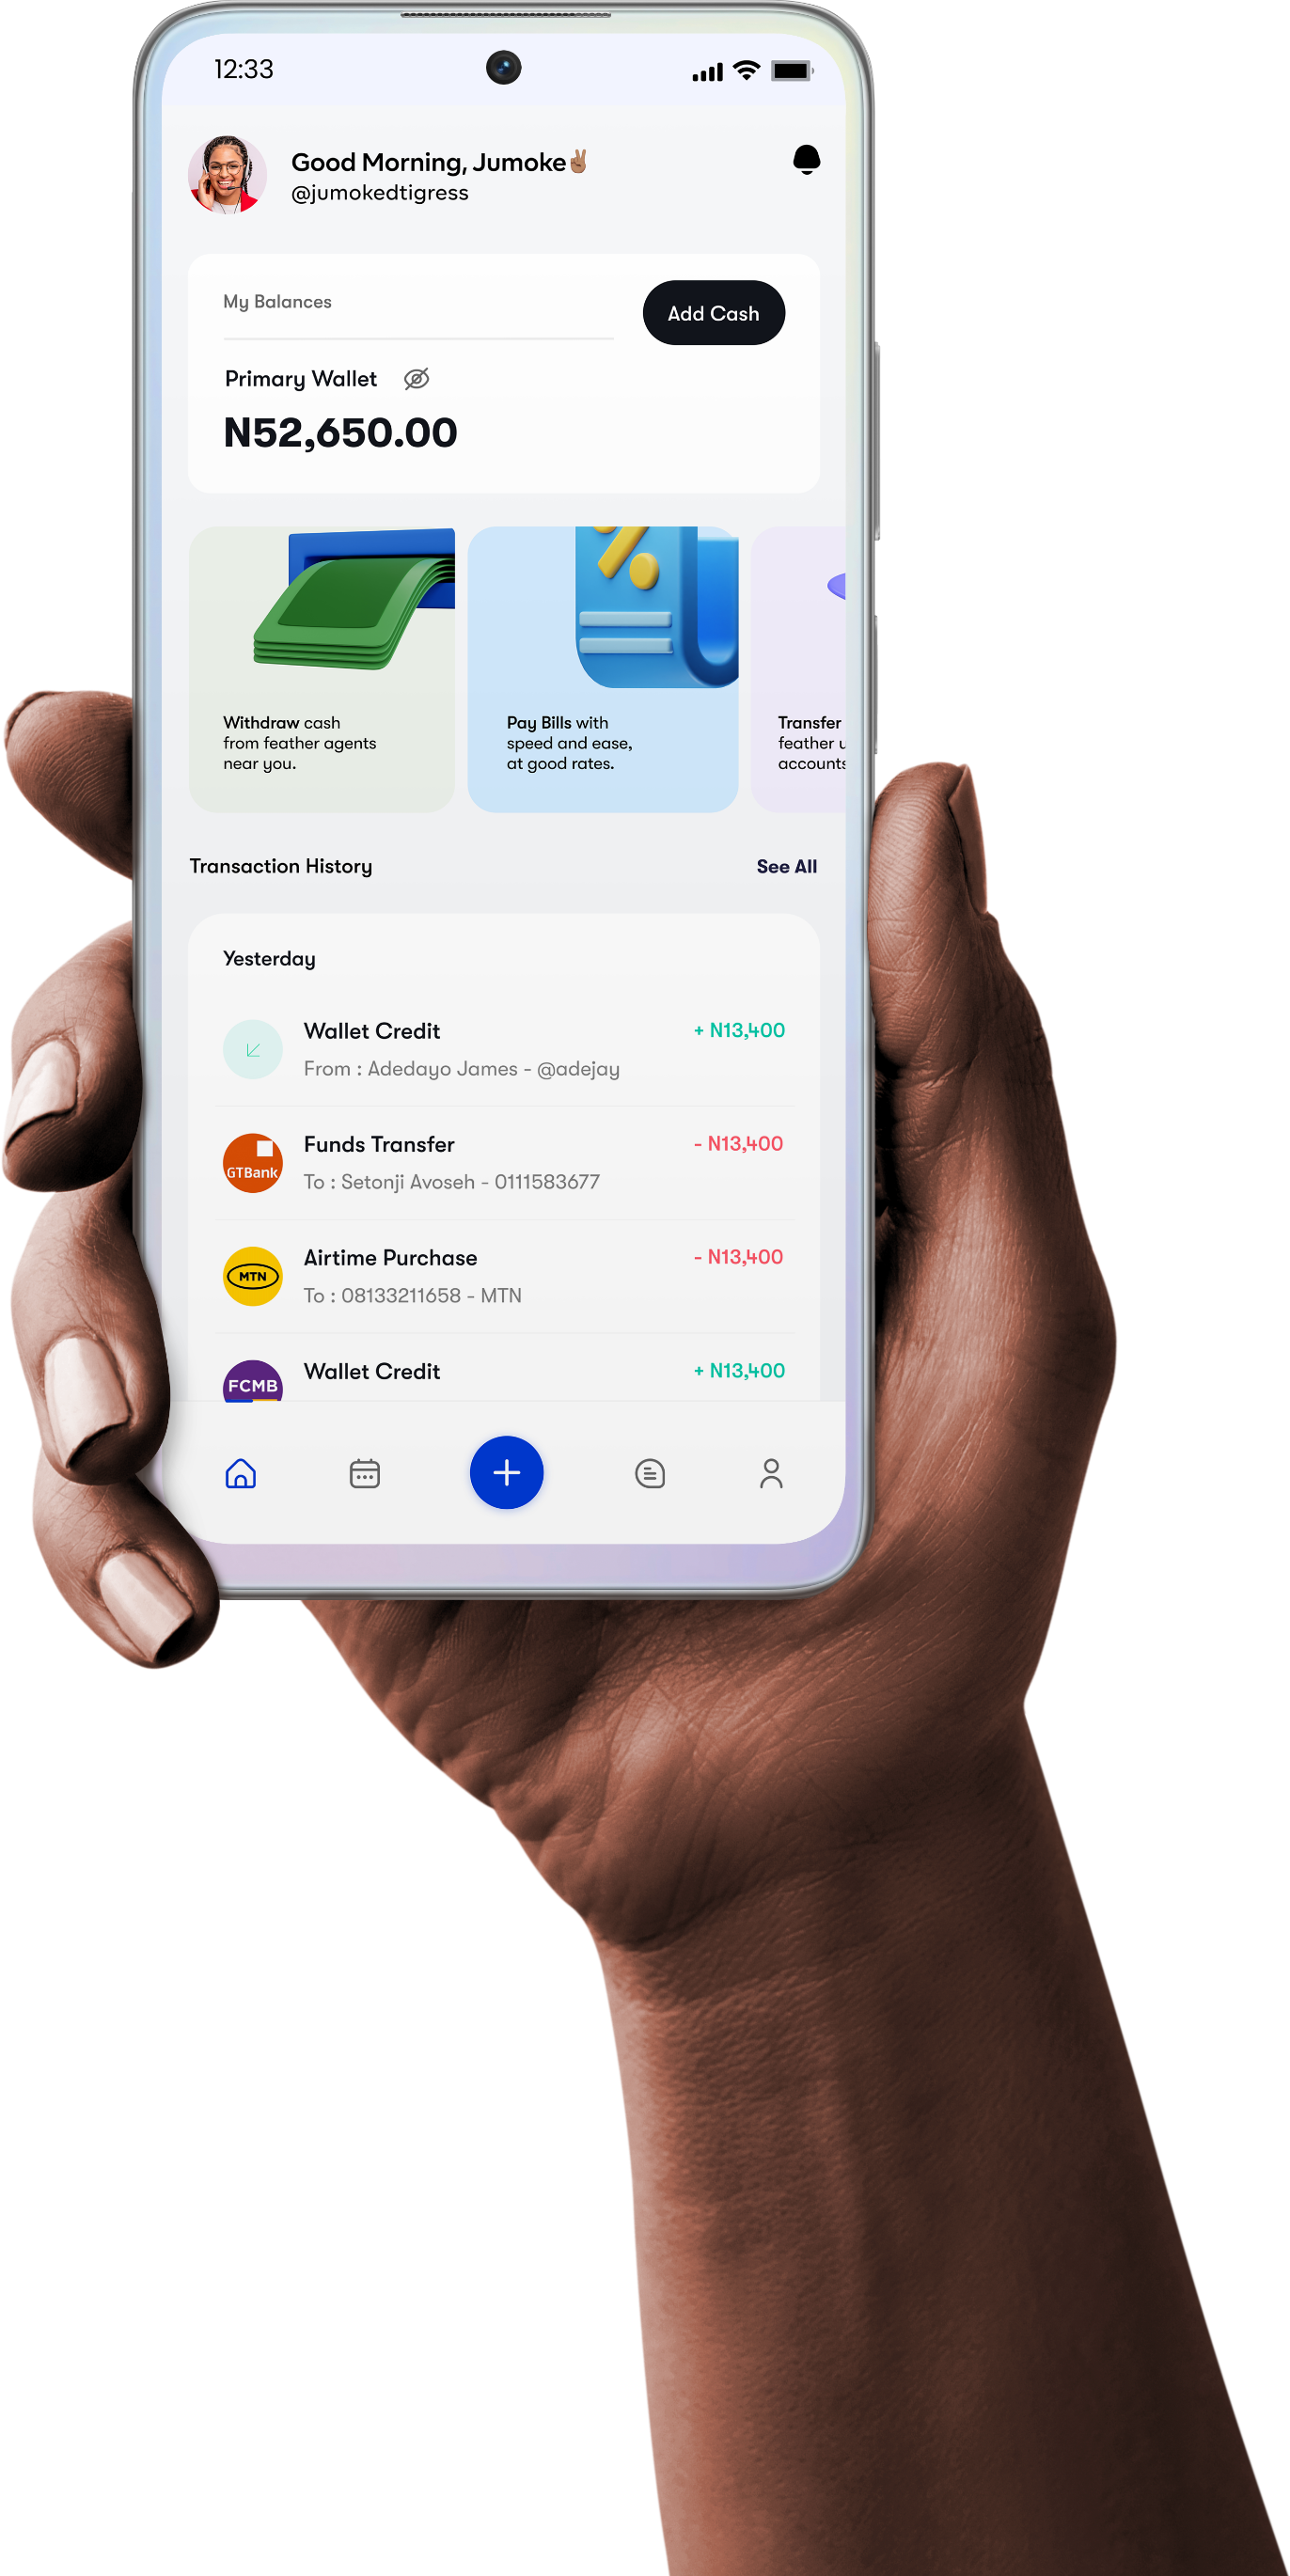 12:33
Good Morning, Jumoke✌🏽
@jumokedtigress
My Balances
Add Cash
Primary Wallet
N52,650.00
Withdraw cash
from feather agents
near you.
Pay Bills with
speed and ease,
at good rates.
Transfer
feather u
accounts
Transaction History
See All
Yesterday
Wallet Credit
+ N13,400
From : Adedayo James - @adejay
GTBank
Funds Transfer
- N13,400
To : Setonji Avoseh - 0111583677
MTN
Airtime Purchase
- N13,400
To : 08133211658 - MTN
FCMB
Wallet Credit
+ N13,400